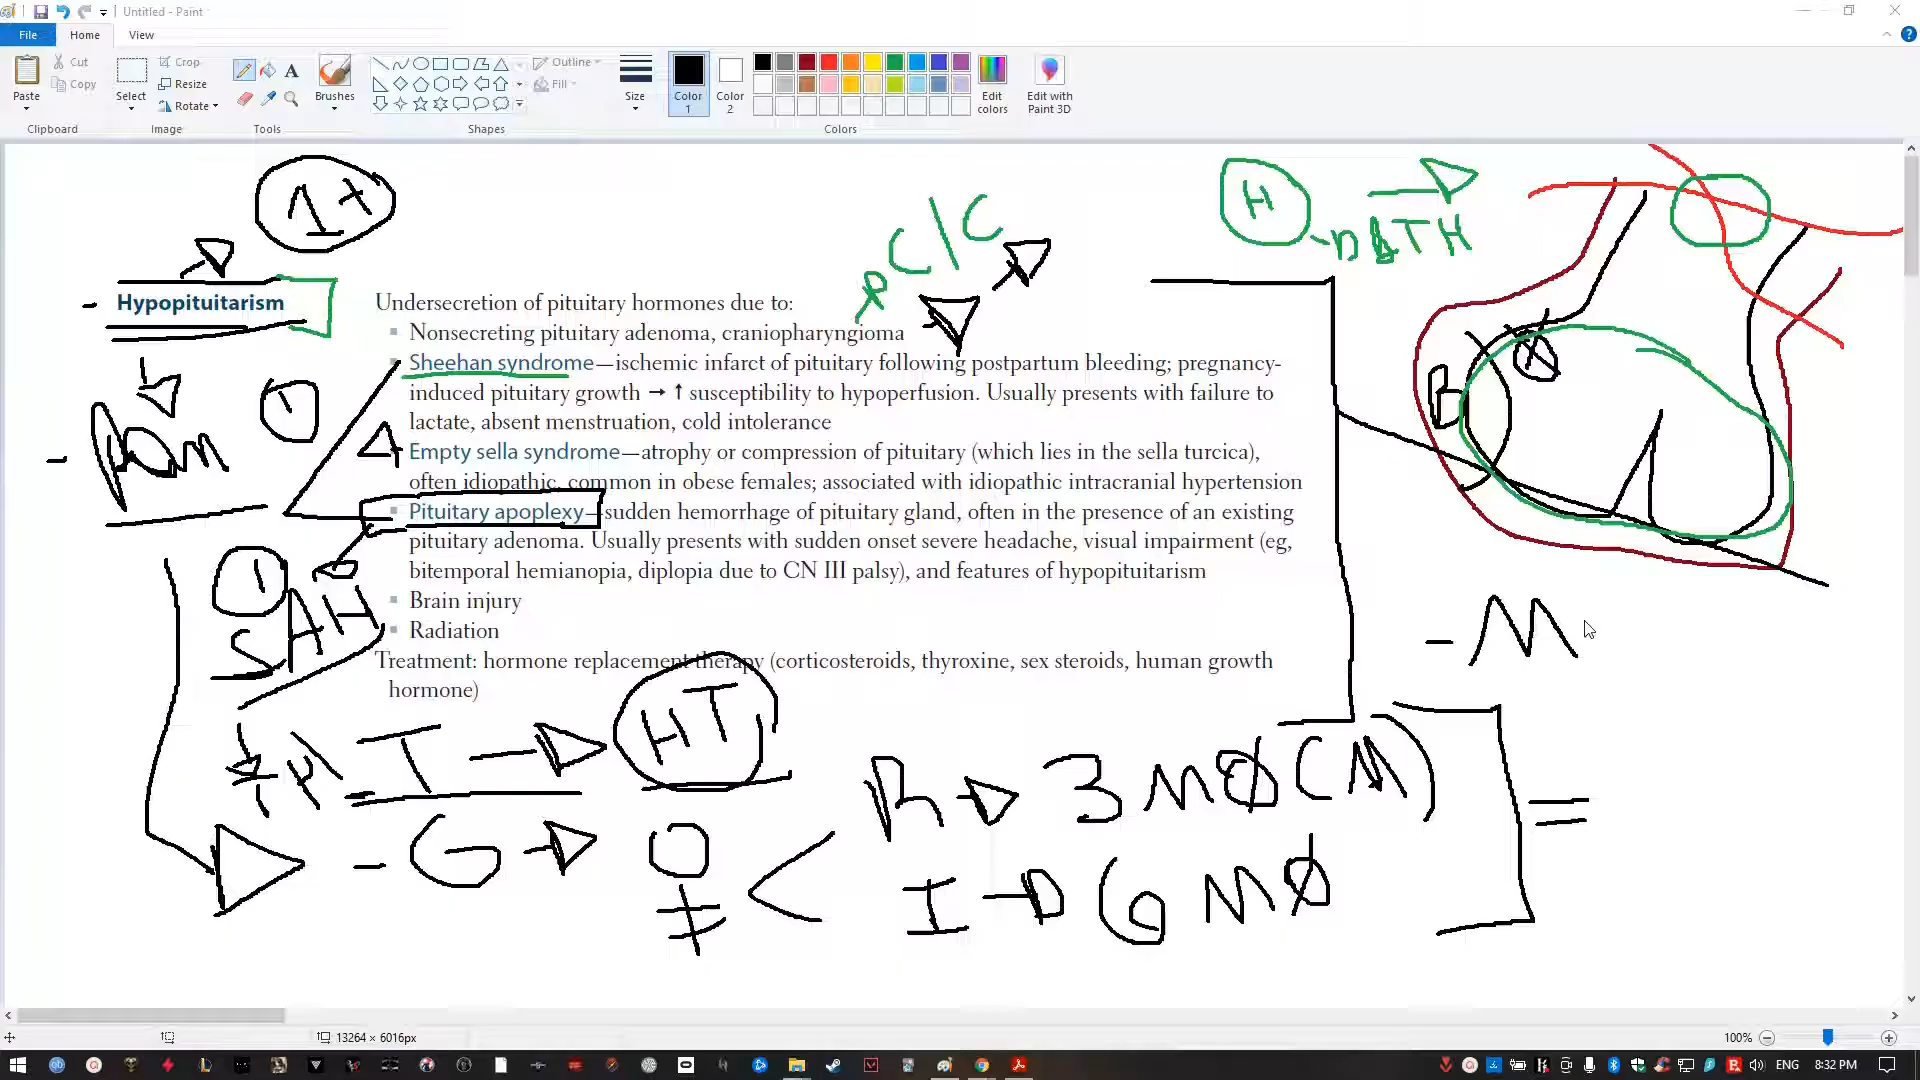 Untitled - Paint
File Home View
Paste
Cut
Copy
Clipboard
Select
Crop
Resize
Rotate
Image
Tools
Brushes
Outline
Fill
Shapes
Size
Color 1
Color 2
Edit colors
Edit with Paint 3D
Colors
1+
C/C
H
H
Hypopituitarism
Undersecretion of pituitary hormones due to:
Nonsecreting pituitary adenoma, craniopharyngioma
Sheehan syndrome—ischemic infarct of pituitary following postpartum bleeding; pregnancy-
induced pituitary growth → ↑ susceptibility to hypoperfusion. Usually presents with failure to
lactate, absent menstruation, cold intolerance
Empty sella syndrome—atrophy or compression of pituitary (which lies in the sella turcica),
often idiopathic, common in obese females; associated with idiopathic intracranial hypertension
Pituitary apoplexy—sudden hemorrhage of pituitary gland, often in the presence of an existing
pituitary adenoma. Usually presents with sudden onset severe headache, visual impairment (eg,
bitemporal hemianopia, diplopia due to CN III palsy), and features of hypopituitarism
Brain injury
Radiation
Treatment: hormone replacement therapy (corticosteroids, thyroxine, sex steroids, human growth
hormone)
1
1
SAH
- M
T
HT
3 M0 (M)
- G
I
6 M0
=
13264 × 6016px
100%
ENG
8:32 PM